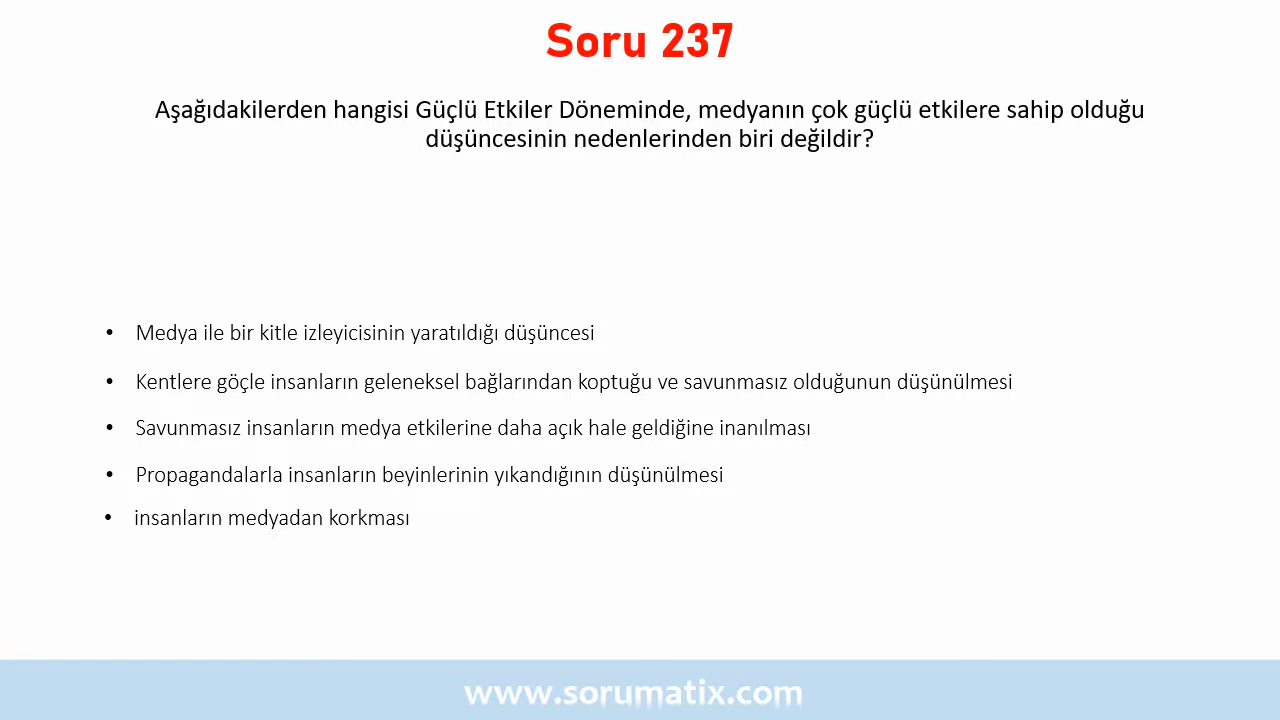 Soru 237
Aşağıdakilerden hangisi Güçlü Etkiler Döneminde, medyanın çok güçlü etkilere sahip olduğu
düşüncesinin nedenlerinden biri değildir?
• Medya ile bir kitle izleyicisinin yaratıldığı düşüncesi
• Kentlere göçle insanların geleneksel bağlarından koptuğu ve savunmasız olduğunun düşünülmesi
• Savunmasız insanların medya etkilerine daha açık hale geldiğine inanılması
• Propagandalarla insanların beyinlerinin yıkandığının düşünülmesi
• insanların medyadan korkması
www.sorumatix.com